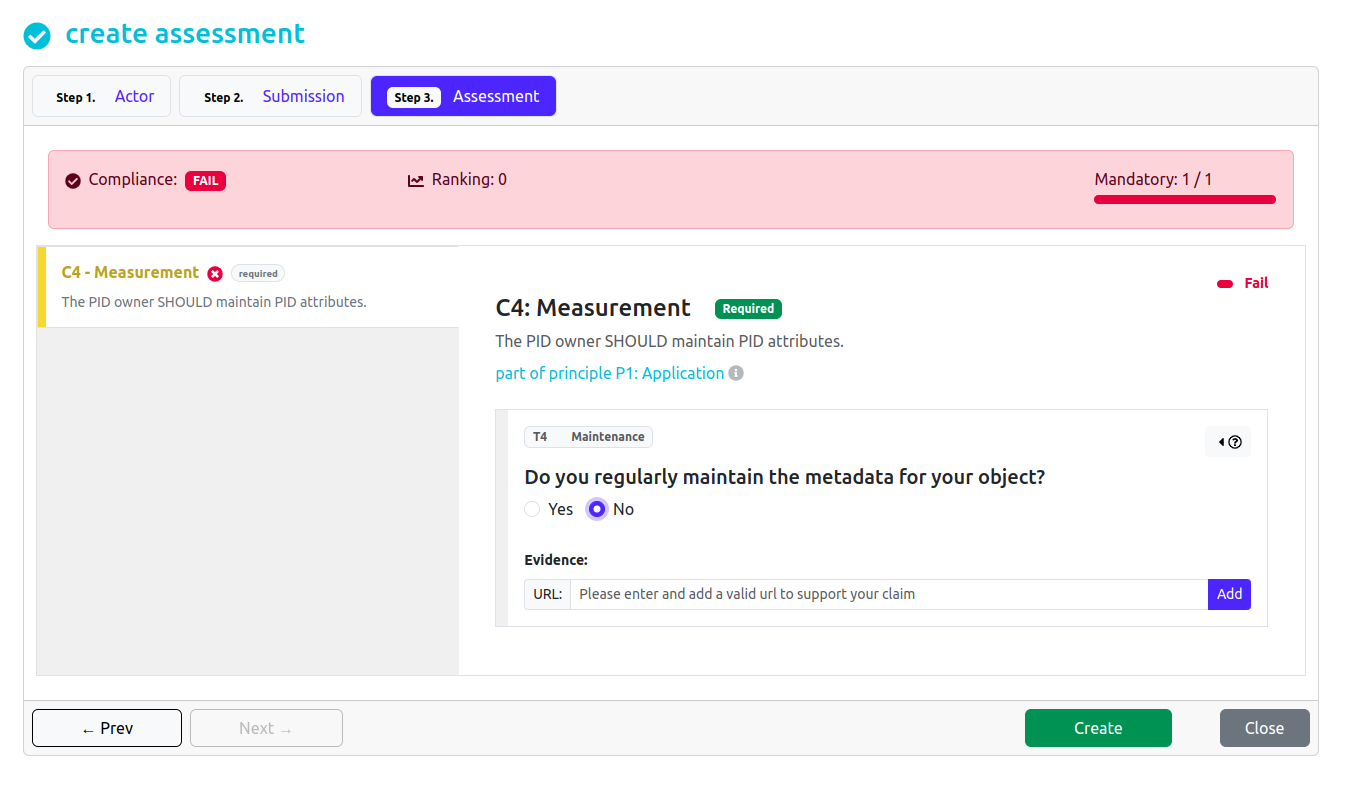 create assessment
Step 1. Actor
Step 2. Submission
Step 3. Assessment
Compliance: FAIL
Ranking: 0
Mandatory: 1 / 1
C4 - Measurement required
The PID owner SHOULD maintain PID attributes.
Fail
C4: Measurement Required
The PID owner SHOULD maintain PID attributes.
part of principle P1: Application
T4 Maintenance
Do you regularly maintain the metadata for your object?
Yes No
Evidence:
URL: Please enter and add a valid url to support your claim Add
← Prev
Next →
Create
Close